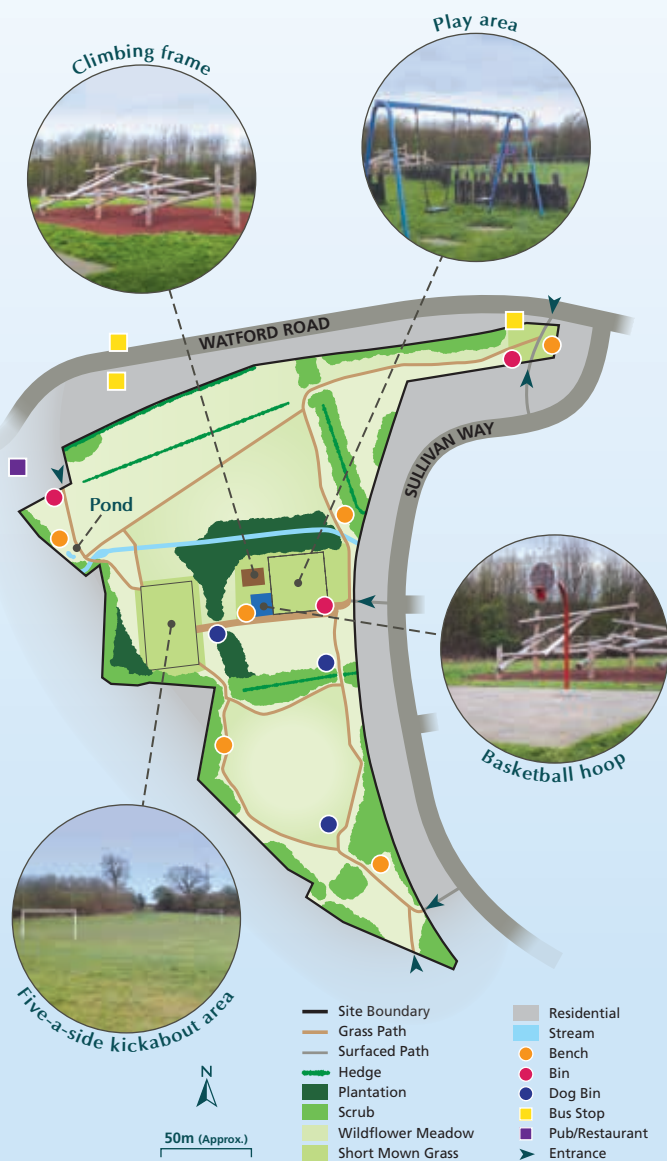 Climbing frame
Play area
WATFORD ROAD
SULLIVAN WAY
Pond
Basketball hoop
Five-a-side kickabout area
N
50m (Approx.)
Site Boundary
Grass Path
Surfaced Path
Hedge
Plantation
Scrub
Wildflower Meadow
Short Mown Grass
Residential
Stream
Bench
Bin
Dog Bin
Bus Stop
Pub/Restaurant
Entrance